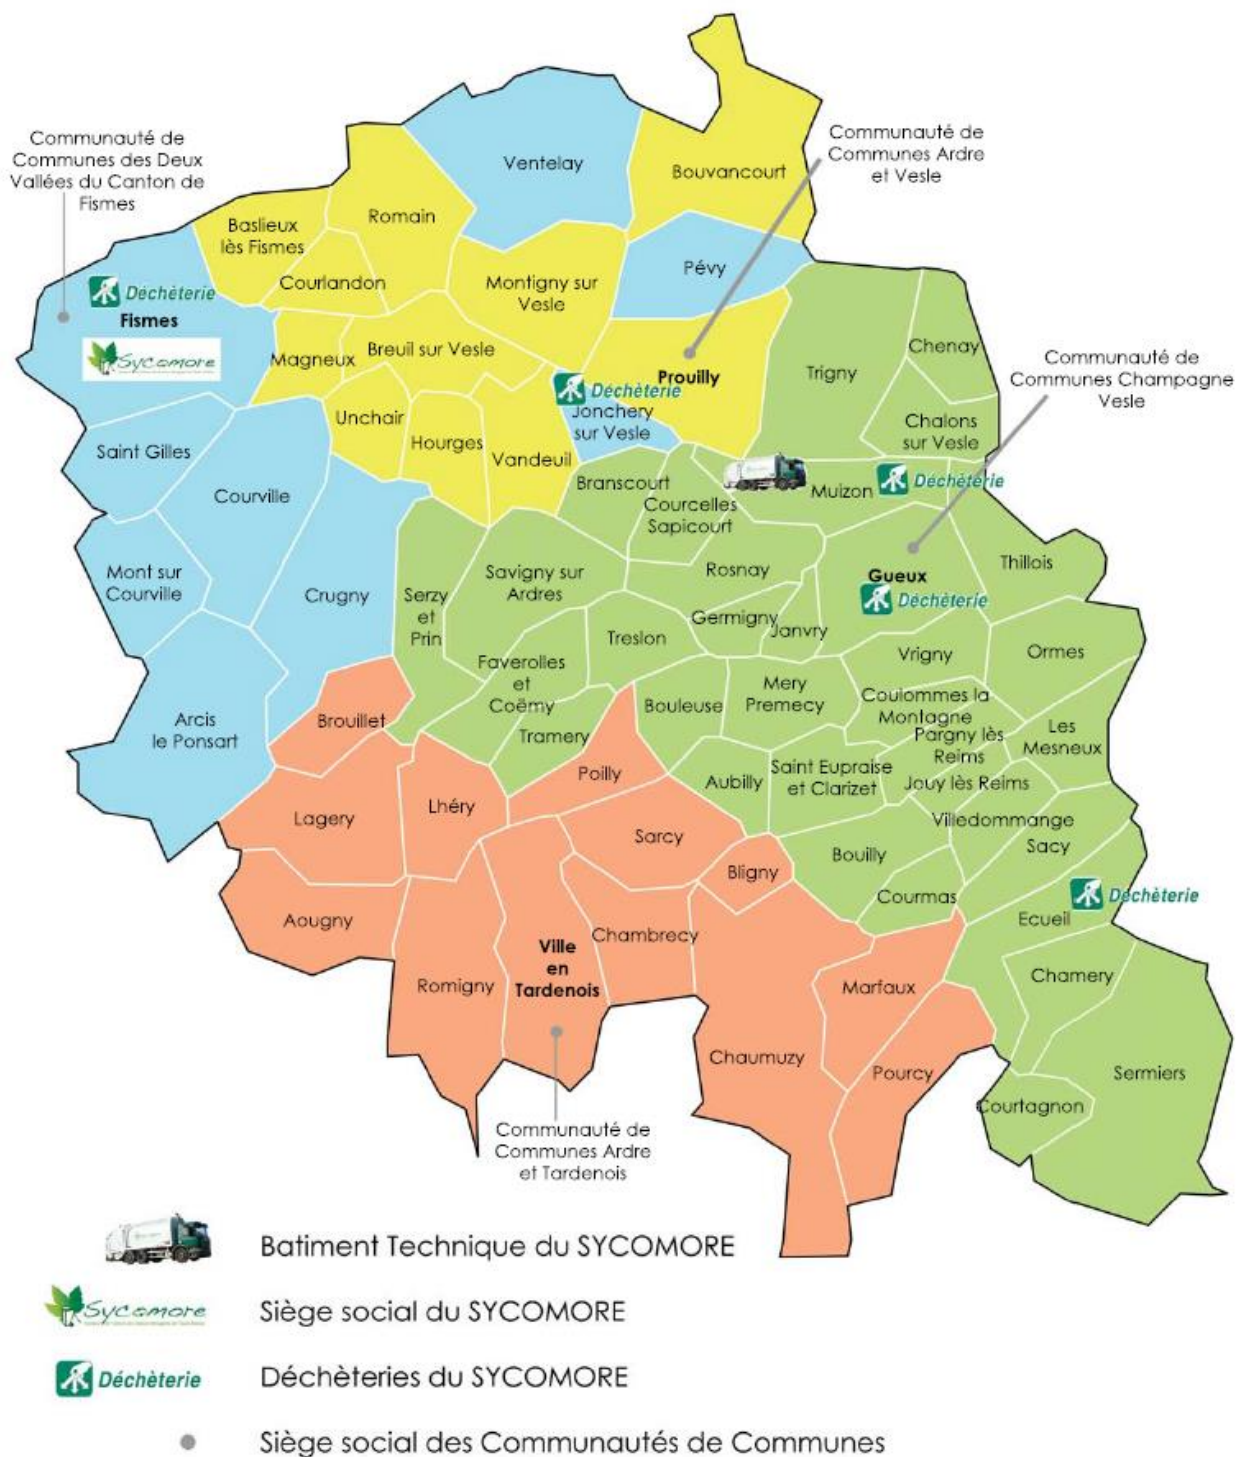 Communauté de
Communes des Deux
Vallées du Canton de
Fismes
Communauté de
Communes Ardre
et Vesle
Ventelay
Bouvancourt
Romain
Baslieux
lès Fismes
Courlandon
Montigny sur
Vesle
Pévy
Déchèterie
Fismes
Sycomore
Magneux
Breuil sur Vesle
Prouilly
Trigny
Chenay
Communauté de
Communes Champagne
Vesle
Déchèterie
Jonchery
sur Vesle
Chalons
sur Vesle
Unchair
Hourges
Vandeuil
Saint Gilles
Courville
Branscourt
Courcelles
Sapicourt
Muizon
Déchèterie
Mont sur
Courville
Crugny
Serzy
et
Prin
Savigny sur
Ardres
Rosnay
Gueux
Déchèterie
Thillois
Germigny
Janvry
Treslon
Vrigny
Ormes
Faverolles
et
Coëmy
Bouleuse
Mery
Premecy
Coulommes la
Montagne
Arcis
le Ponsart
Brouillet
Tramery
Pargny lès
Reims
Les
Mesneux
Poilly
Aubilly
Saint Eupraise
et Clarizet
Jouy lès Reims
Lagery
Lhéry
Sarcy
Villedommange
Sacy
Bligny
Bouilly
Courmas
Déchèterie
Ecueil
Aougny
Chambrecy
Ville
en
Tardenois
Romigny
Marfaux
Chamery
Chaumuzy
Pourcy
Sermiers
Courtagnon
Communauté de
Communes Ardre
et Tardenois
Batiment Technique du SYCOMORE
Sycomore
Siège social du SYCOMORE
Déchèterie
Déchèteries du SYCOMORE
Siège social des Communautés de Communes